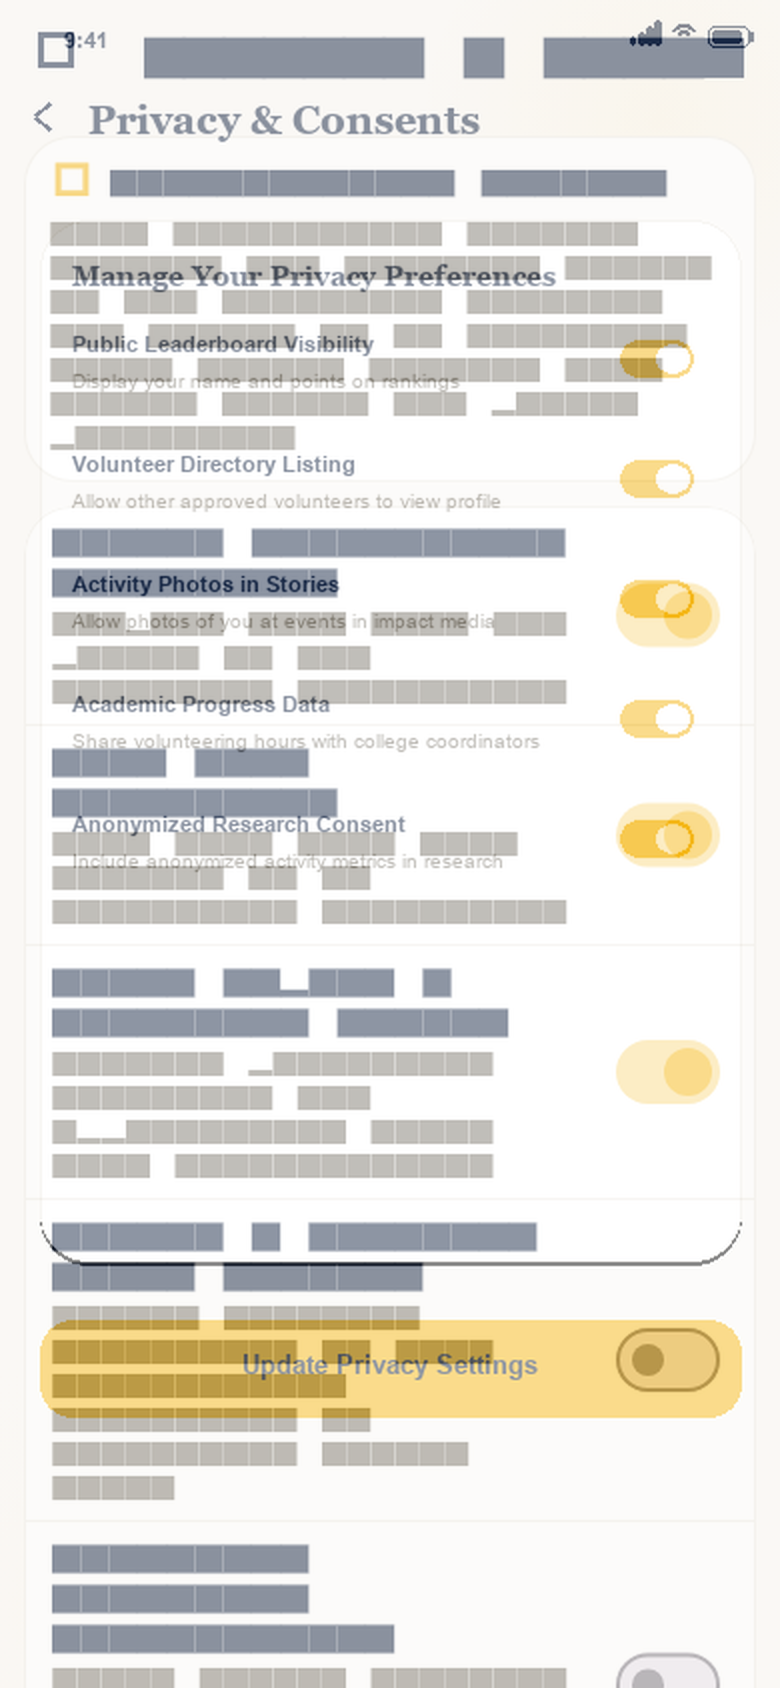 9:41
Privacy & Consents
Manage Your Privacy Preferences
Public Leaderboard Visibility
Display your name and points on rankings
Volunteer Directory Listing
Allow other approved volunteers to view profile
Activity Photos in Stories
Allow photos of you at events in impact media
Academic Progress Data
Share volunteering hours with college coordinators
Anonymized Research Consent
Include anonymized activity metrics in research
Update Privacy Settings